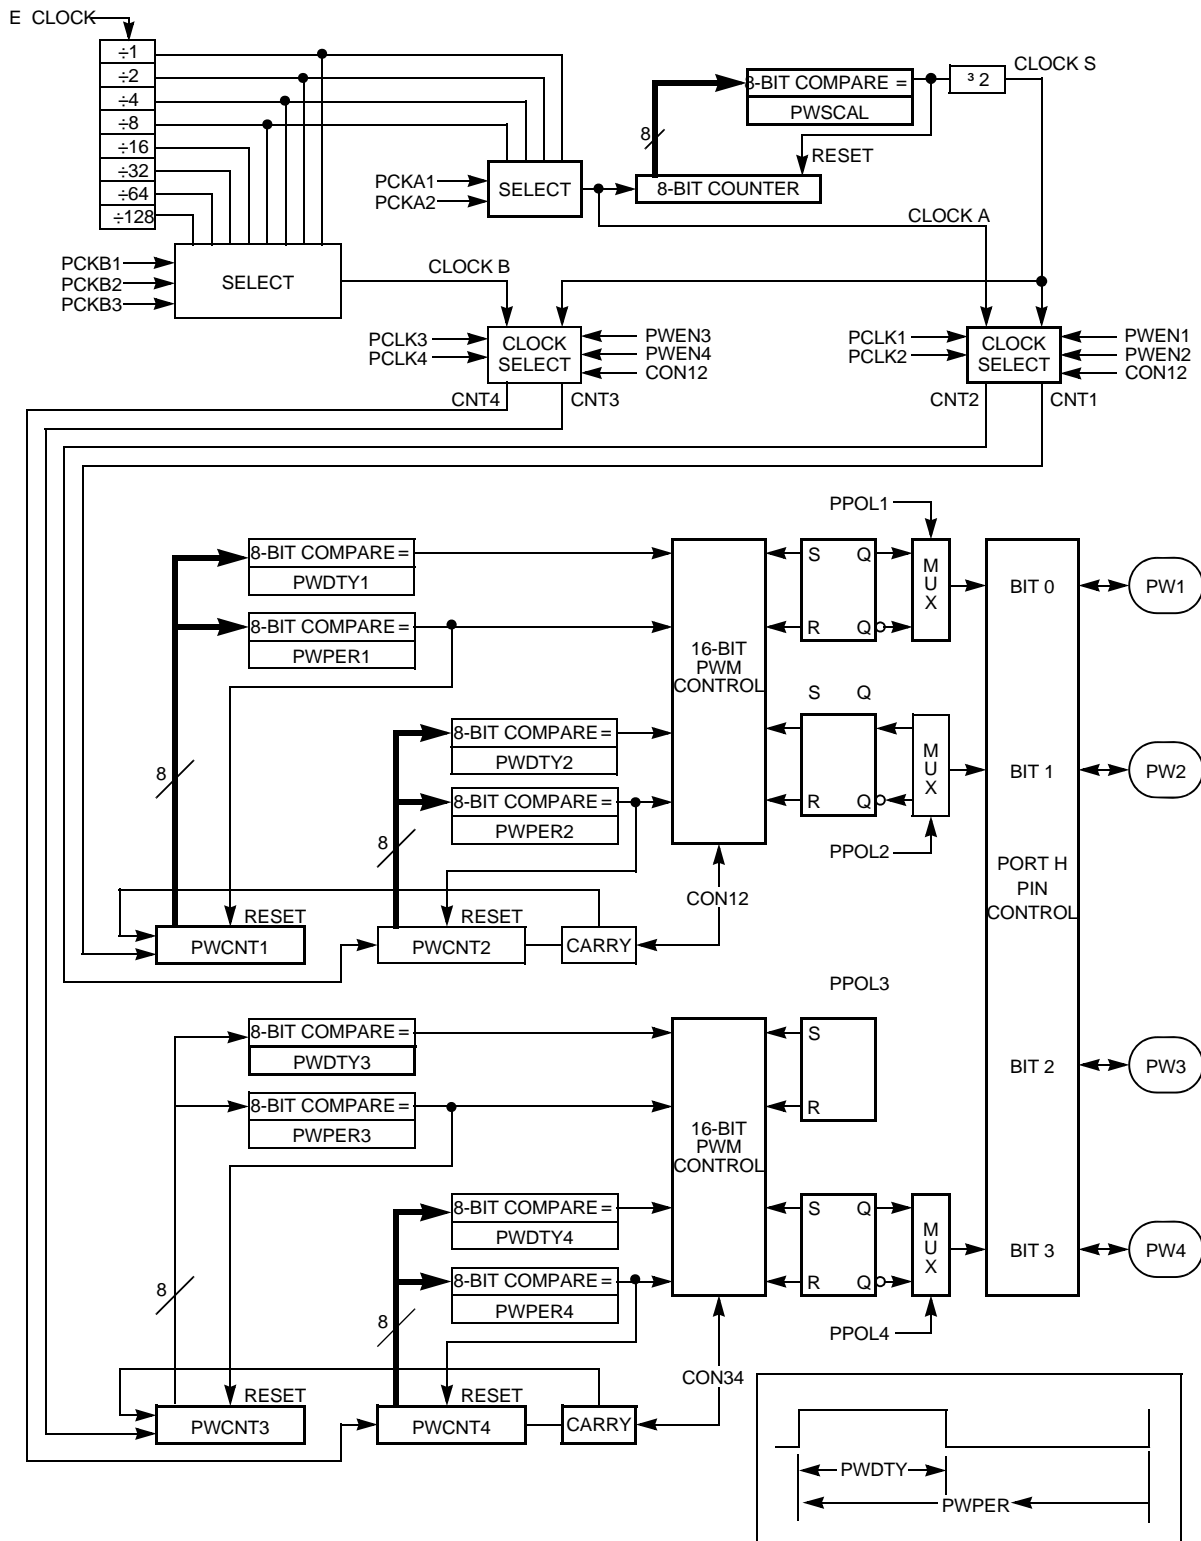 E CLOCK
÷1
÷2
÷4
÷8
÷16
÷32
÷64
÷128
8-BIT COMPARE =
PWSCAL
³ 2
CLOCK S
8
RESET
PCKA1
PCKA2
SELECT
8-BIT COUNTER
CLOCK A
PCKB1
PCKB2
PCKB3
SELECT
CLOCK B
PCLK3
PCLK4
CLOCK
SELECT
PWEN3
PWEN4
CON12
PCLK1
PCLK2
CLOCK
SELECT
PWEN1
PWEN2
CON12
CNT4
CNT3
CNT2
CNT1
PPOL1
8-BIT COMPARE =
PWDTY1
8-BIT COMPARE =
PWPER1
16-BIT
PWM
CONTROL
S Q
R Q
MUX
BIT 0
PW1
S Q
8-BIT COMPARE =
PWDTY2
8-BIT COMPARE =
PWPER2
8
8
R Q
MUX
BIT 1
PW2
PPOL2
PORT H
PIN
CONTROL
CON12
RESET
PWCNT1
RESET
PWCNT2
CARRY
PPOL3
8-BIT COMPARE =
PWDTY3
8-BIT COMPARE =
PWPER3
16-BIT
PWM
CONTROL
S
R
BIT 2
PW3
8-BIT COMPARE =
PWDTY4
8-BIT COMPARE =
PWPER4
8
8
S Q
R Q
MUX
BIT 3
PW4
PPOL4
CON34
RESET
PWCNT3
RESET
PWCNT4
CARRY
PWDTY
PWPER